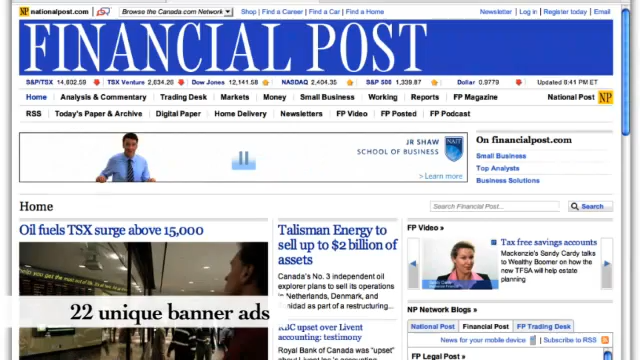 NP nationalpost.com
Browse the Canada.com Network
Shop | Find a Career | Find a Car | Find a Home
Newsletter | Log in | Register today | Email
FINANCIAL POST
S&P/TSX 14,802.59 TSX Venture 2,634.26 Dow Jones 12,141.58 NASDAQ 2,404.35 S&P 500 1,339.87 Dollar 0.9779 Updated 8:41 PM ET
Home Analysis & Commentary Trading Desk Markets Money Small Business Working Reports FP Magazine National Post NP
RSS Today's Paper & Archive Digital Paper Home Delivery Newsletters FP Video FP Posted FP Podcast
JR SHAW
SCHOOL OF BUSINESS
NAIT
> Learn more
On financialpost.com
Small Business
Top Analysts
Business Solutions
Home
Search Financial Post...
Search
Oil fuels TSX surge above 15,000
22 unique banner ads
Talisman Energy to
sell up to $2 billion of
assets
Canada's No. 3 independent oil
explorer plans to sell its operations
in Netherlands, Denmark, and
Trinidad as part of a restructuring...
RBC upset over Livent
accounting: testimony
Royal Bank of Canada was "upset"
FP Video »
Tax free savings accounts
Mackenzie's Sandy Cardy talks
to Wealthy Boomer on how the
new TFSA will help estate
planning
NP Network Blogs »
National Post Financial Post FP Trading Desk
News for your mobile device | Subscribe to RSS
FP Legal Post »